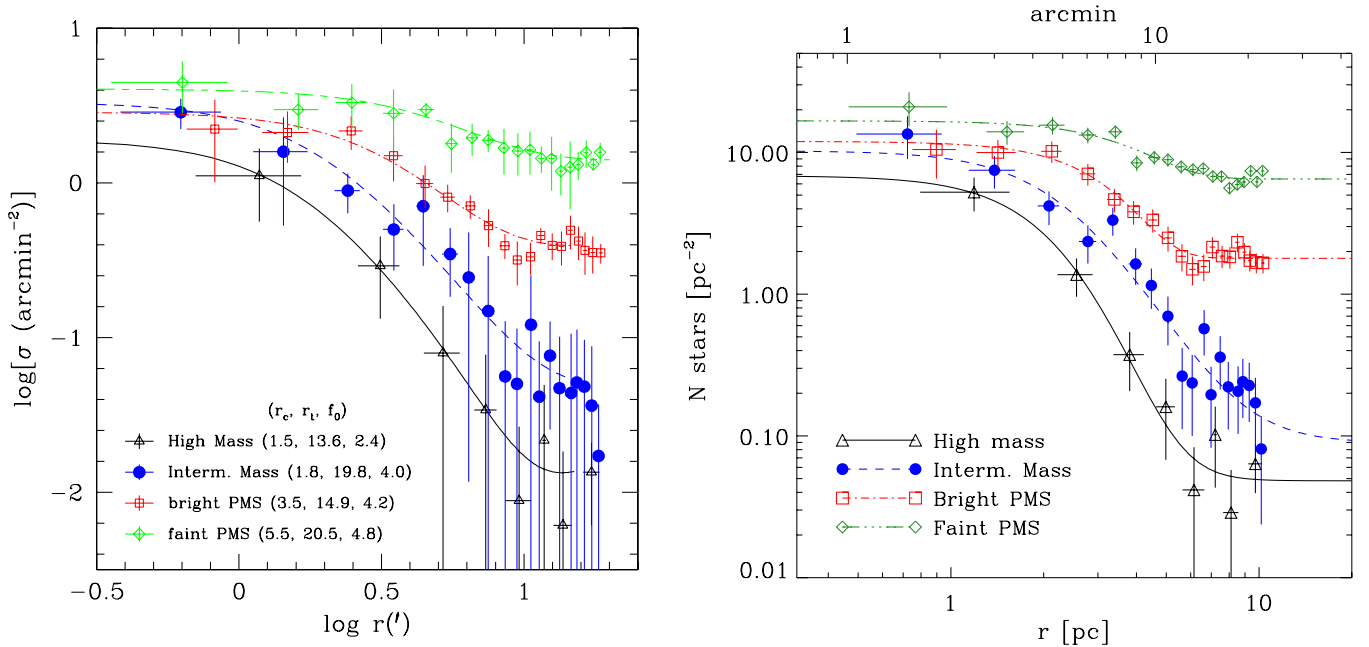 1
0
−1
−2
−0.5
0
0.5
1
log[σ (arcmin⁻²)]
log r(′)
(r_c, r_t, f_0)
High Mass (1.5, 13.6, 2.4)
Interm. Mass (1.8, 19.8, 4.0)
bright PMS (3.5, 14.9, 4.2)
faint PMS (5.5, 20.5, 4.8)
arcmin
1
10
10.00
1.00
0.10
0.01
N stars [pc⁻²]
High mass
Interm. Mass
Bright PMS
Faint PMS
1
10
r [pc]